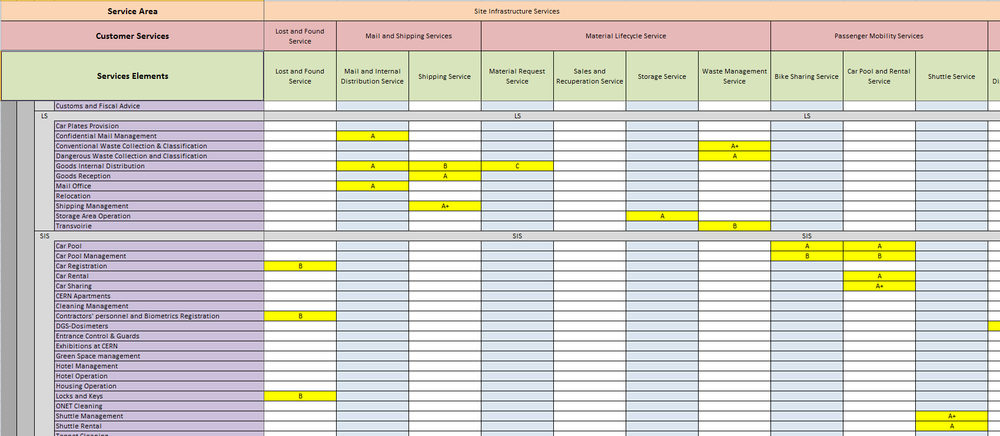 Service Area Site Infrastructure Services
Customer Services Lost and Found Service Mail and Shipping Services Material Lifecycle Service Passenger Mobility Services
Services Elements Lost and Found Service Mail and Internal Distribution Service Shipping Service Material Request Service Sales and Recuperation Service Storage Service Waste Management Service Bike Sharing Service Car Pool and Rental Service Shuttle Service
Customs and Fiscal Advice
LS LS LS
Car Plates Provision
Confidential Mail Management A
Conventional Waste Collection & Classification A+
Dangerous Waste Collection and Classification A
Goods Internal Distribution A B C
Goods Reception A
Mail Office A
Relocation
Shipping Management A+
Storage Area Operation A
Transvoirie B
SIS SIS SIS
Car Pool A A
Car Pool Management B B
Car Registration B
Car Rental A
Car Sharing A+
CERN Apartments
Cleaning Management
Contractors' personnel and Biometrics Registration B
DGS-Dosimeters
Entrance Control & Guards
Exhibitions at CERN
Green Space management
Hotel Management
Hotel Operation
Housing Operation
Locks and Keys B
ONET Cleaning
Shuttle Management A+
Shuttle Rental A